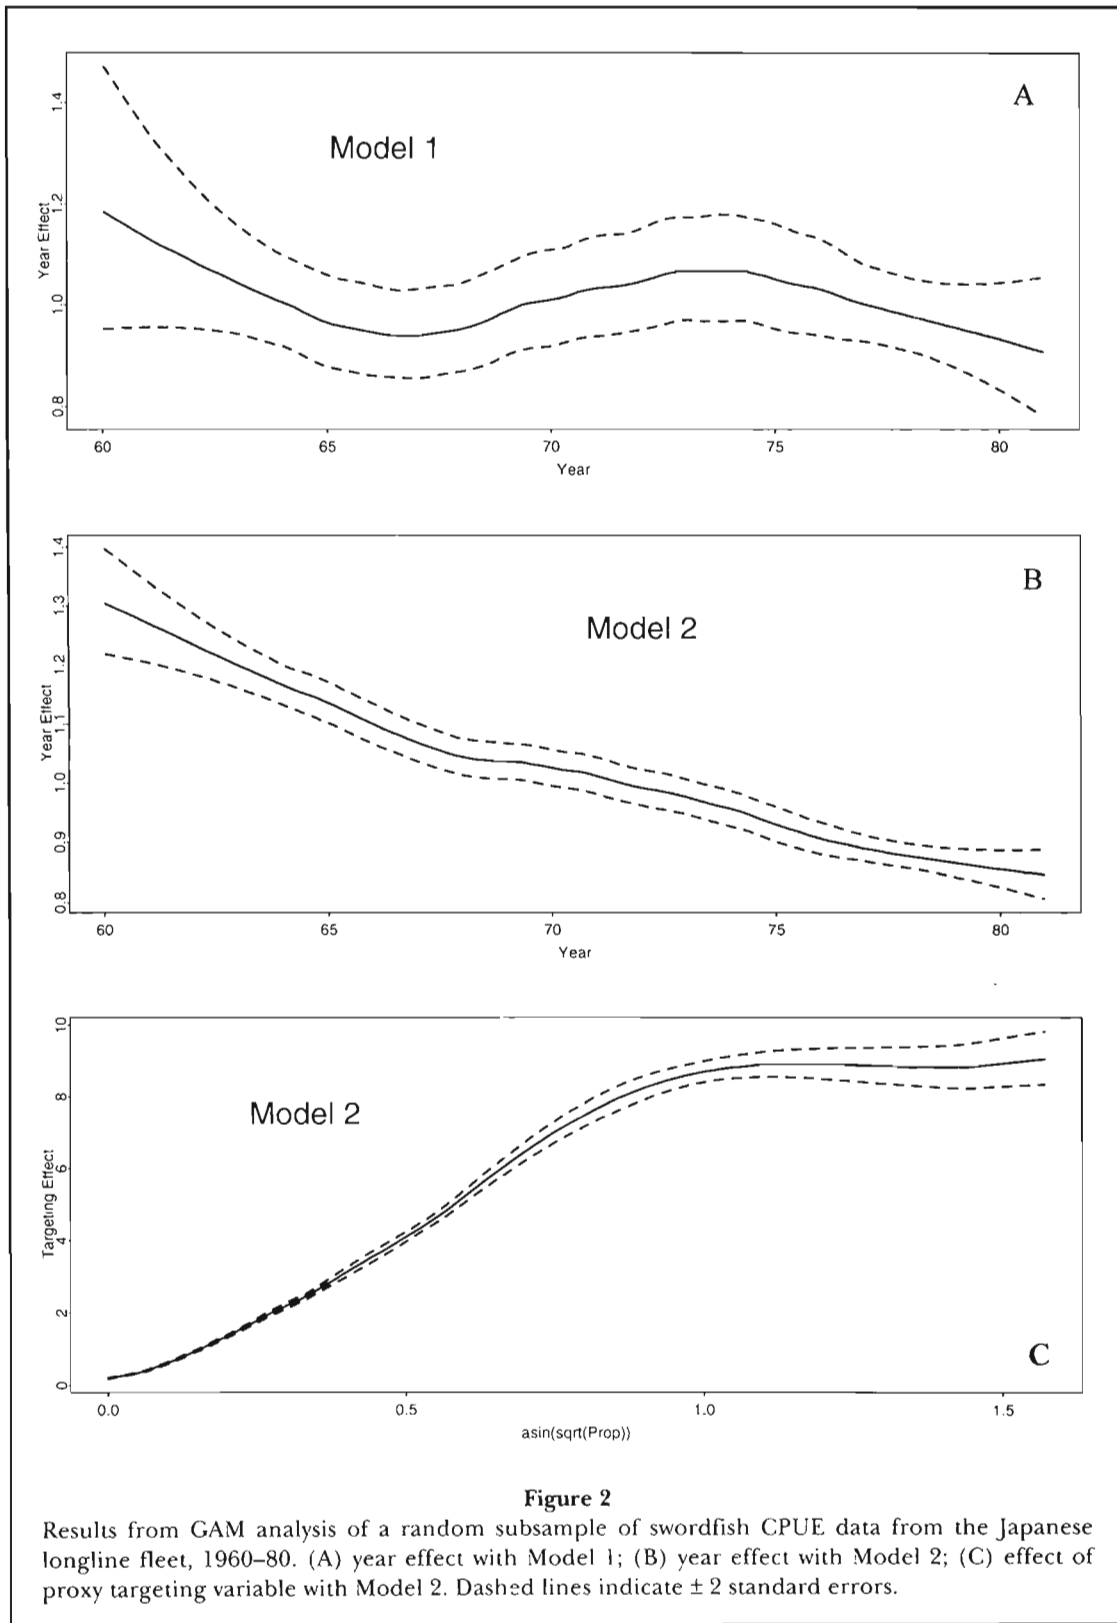 A
Model 1
Year Effect
1.4
1.2
1.0
0.8
60 65 70 75 80
Year
B
Model 2
Year Effect
1.4
1.3
1.2
1.1
1.0
0.9
0.8
60 65 70 75 80
Year
C
Model 2
Targeting Effect
10
8
6
4
2
0
0.0 0.5 1.0 1.5
asin(sqrt(Prop))
Figure 2
Results from GAM analysis of a random subsample of swordfish CPUE data from the Japanese
longline fleet, 1960–80. (A) year effect with Model 1; (B) year effect with Model 2; (C) effect of
proxy targeting variable with Model 2. Dashed lines indicate ± 2 standard errors.